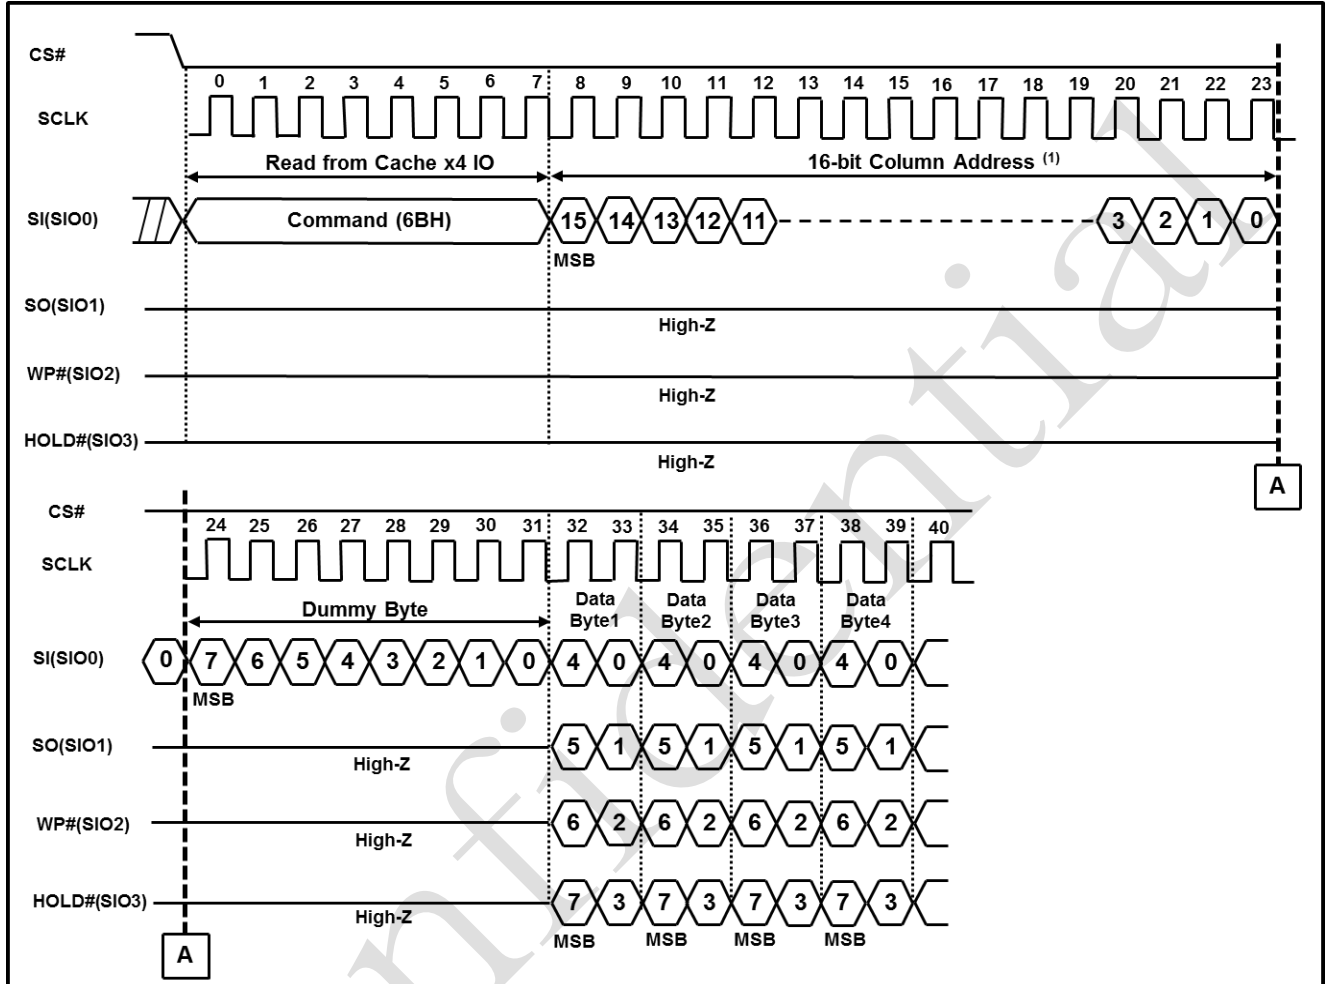 CS#
0 1 2 3 4 5 6 7 8 9 10 11 12 13 14 15 16 17 18 19 20 21 22 23
SCLK
Read from Cache x4 IO 16-bit Column Address (1)
SI(SIO0) Command (6BH) 15 14 13 12 11 3 2 1 0
MSB
SO(SIO1)
High-Z
WP#(SIO2)
High-Z
HOLD#(SIO3)
High-Z
A
CS#
24 25 26 27 28 29 30 31 32 33 34 35 36 37 38 39 40
SCLK
Dummy Byte
Data Data Data Data
Byte1 Byte2 Byte3 Byte4
SI(SIO0) 0 7 6 5 4 3 2 1 0 4 0 4 0 4 0 4 0
MSB
SO(SIO1) 5 1 5 1 5 1 5 1
High-Z
WP#(SIO2) 6 2 6 2 6 2 6 2
High-Z
HOLD#(SIO3) 7 3 7 3 7 3 7 3
High-Z
MSB MSB MSB MSB
A
nfidential